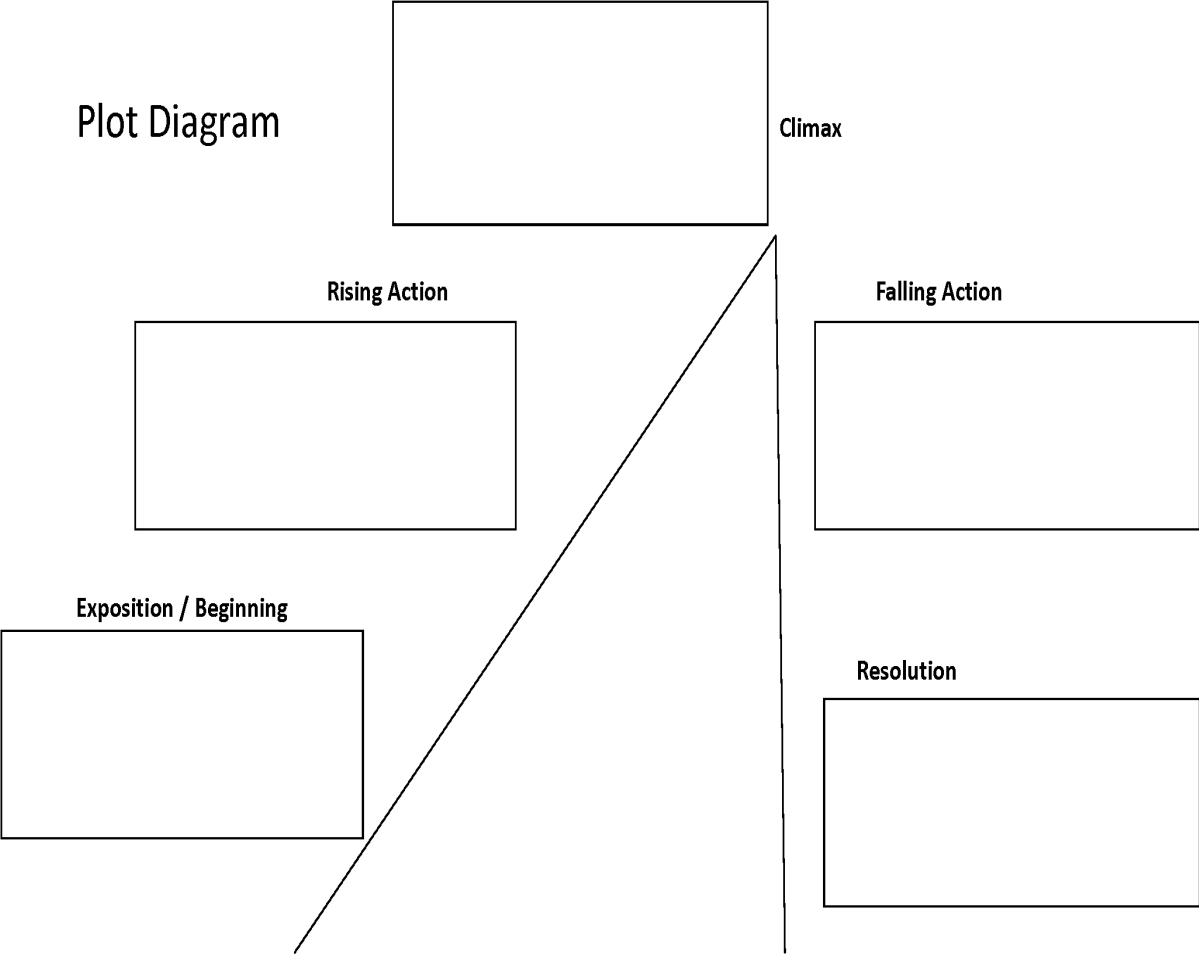 Plot Diagram
Climax
Rising Action
Falling Action
Exposition / Beginning
Resolution